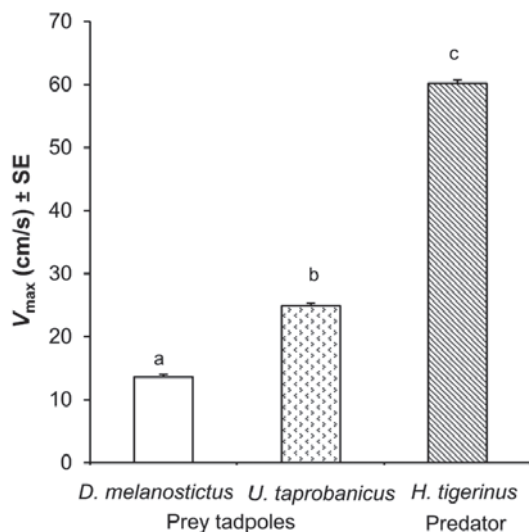 70
60
50
40
30
20
10
0
Vmax (cm/s) ± SE
a
b
c
D. melanostictus U. taprobanicus H. tigerinus
Prey tadpoles Predator